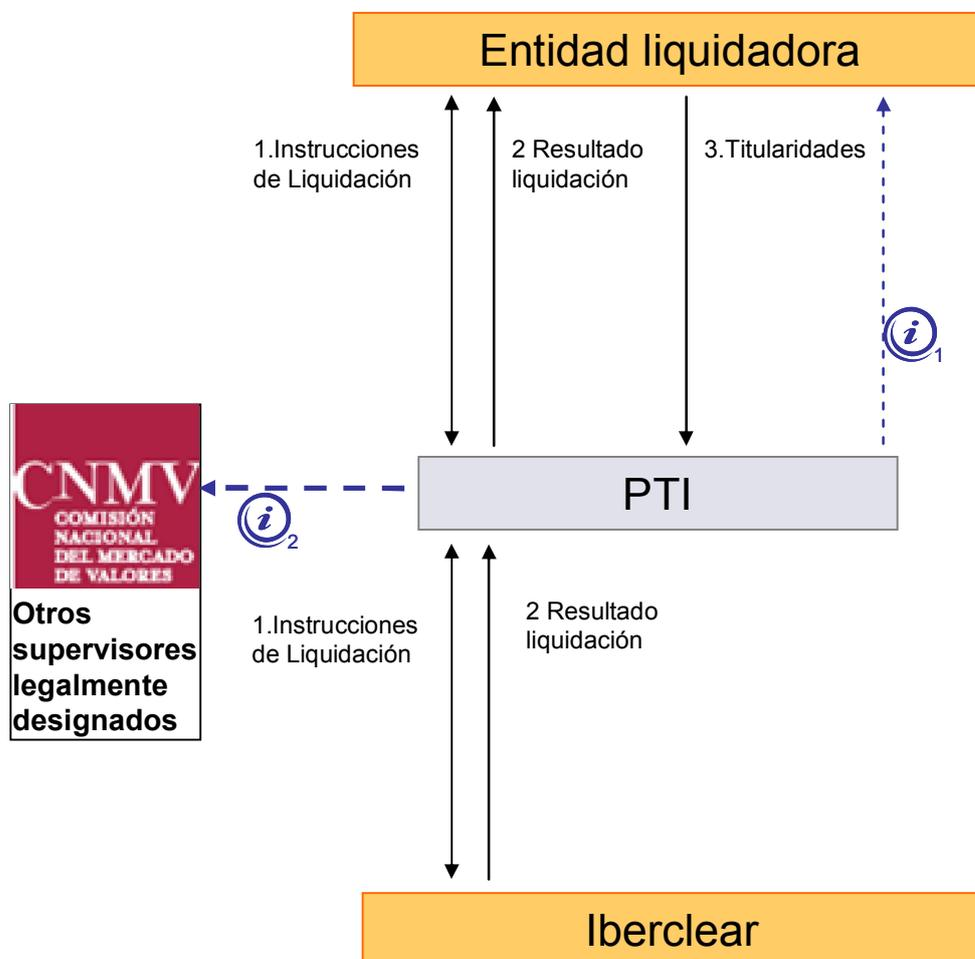 Entidad liquidadora
1.Instrucciones
de Liquidación
2 Resultado
liquidación
3.Titularidades
i
1
CNMV
COMISIÓN
NACIONAL
DEL MERCADO
DE VALORES
Otros
supervisores
legalmente
designados
i
2
PTI
1.Instrucciones
de Liquidación
2 Resultado
liquidación
Iberclear